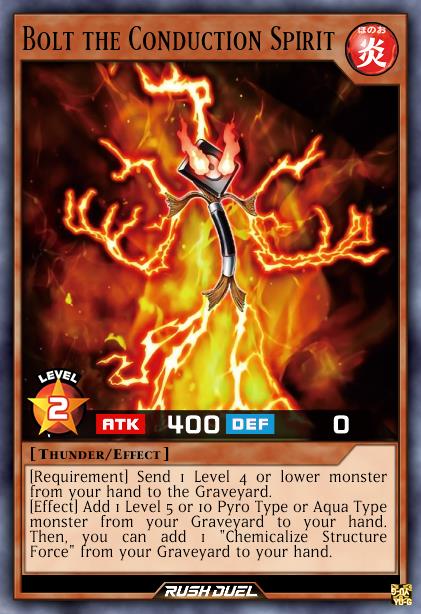 Bolt the Conduction Spirit
ほのお
炎
LEVEL
2
ATK 400 DEF 0
[Thunder/Effect]
[Requirement] Send 1 Level 4 or lower monster
from your hand to the Graveyard.
[Effect] Add 1 Level 5 or 10 Pyro Type or Aqua Type
monster from your Graveyard to your hand.
Then, you can add 1 "Chemicalize Structure
Force" from your Graveyard to your hand.
RUSH DUEL